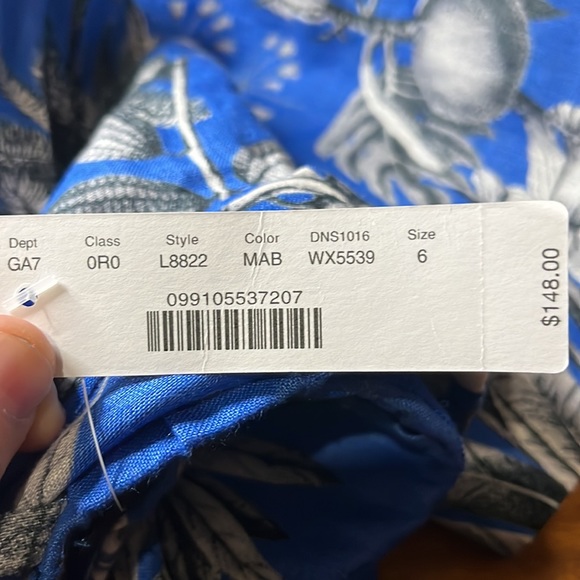 Dept Class Style Color DNS1016 Size
GA7 0R0 L8822 MAB WX5539 6
099105537207
$148.00